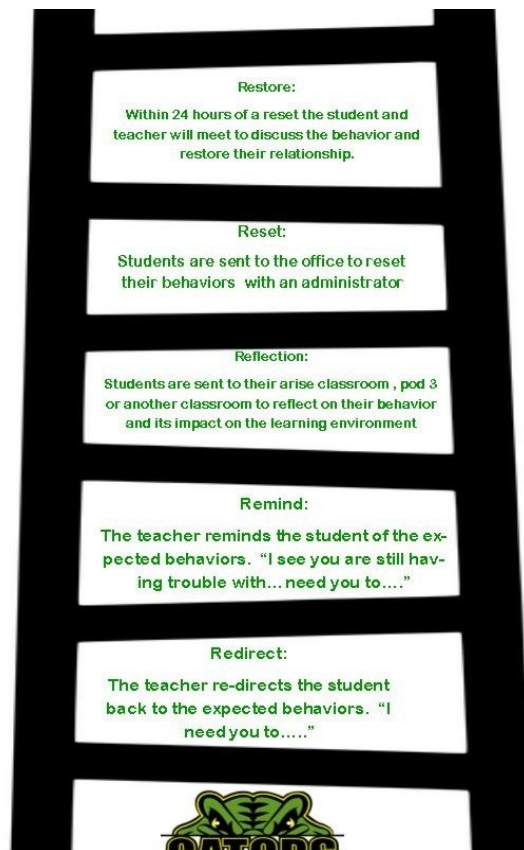 Restore:
Within 24 hours of a reset the student and
teacher will meet to discuss the behavior and
restore their relationship.
Reset:
Students are sent to the office to reset
their behaviors with an administrator
Reflection:
Students are sent to their arise classroom , pod 3
or another classroom to reflect on their behavior
and its impact on the learning environment
Remind:
The teacher reminds the student of the ex-
pected behaviors. “I see you are still hav-
ing trouble with... need you to....”
Redirect:
The teacher re-directs the student
back to the expected behaviors. “I
need you to.....”
GATORS